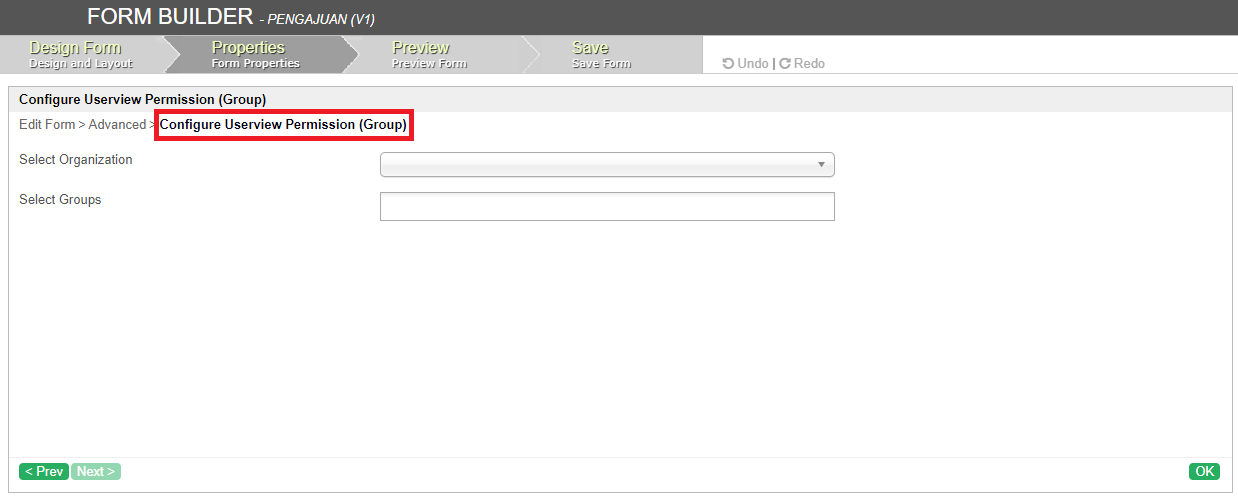 FORM BUILDER - PENGAJUAN (V1)
Design Form
Design and Layout
Properties
Form Properties
Preview
Preview Form
Save
Save Form
Undo | Redo
Configure Userview Permission (Group)
Edit Form > Advanced > Configure Userview Permission (Group)
Select Organization
Select Groups
< Prev
Next >
OK